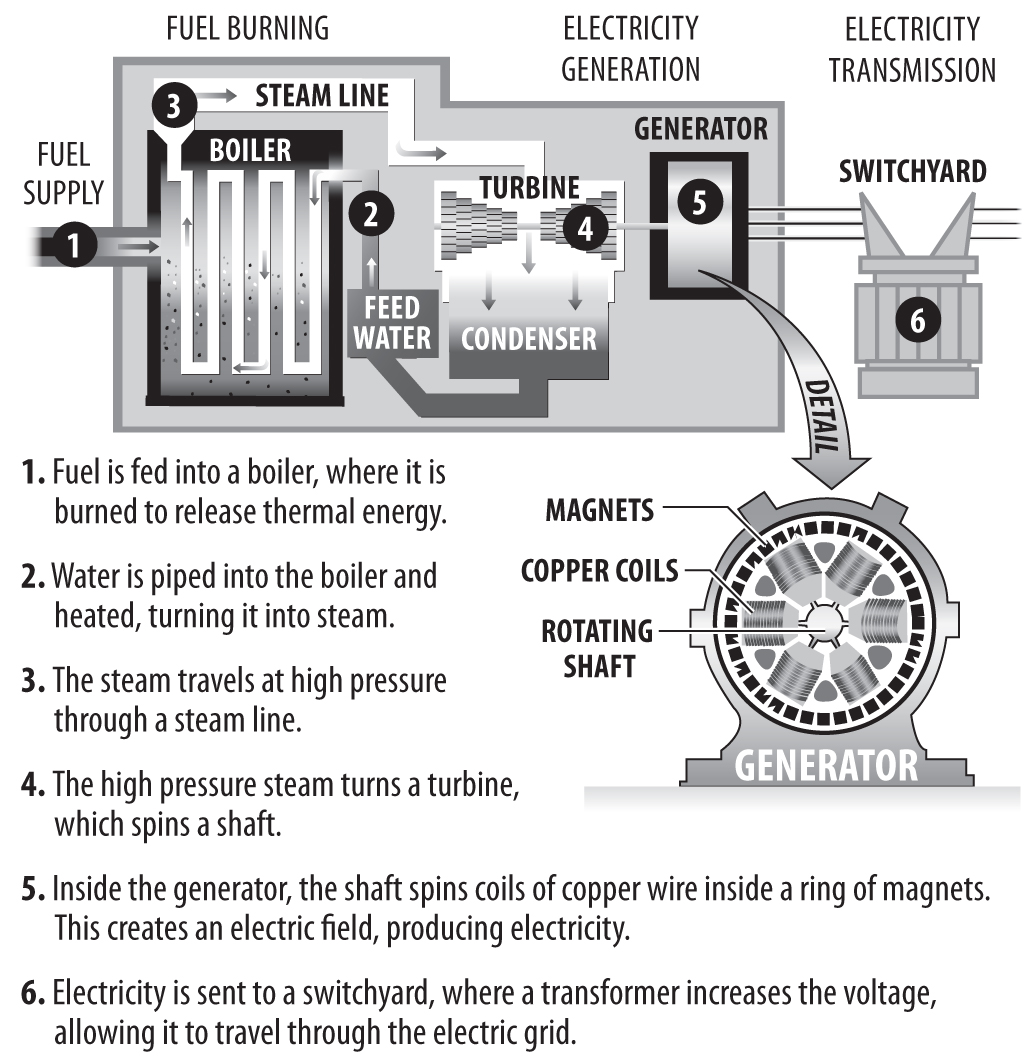 FUEL BURNING
ELECTRICITY
GENERATION
ELECTRICITY
TRANSMISSION
3
STEAM LINE
GENERATOR
BOILER
FUEL
SUPPLY
SWITCHYARD
TURBINE
1
2
4
5
FEED
WATER
CONDENSER
6
DETAIL
1. Fuel is fed into a boiler, where it is
burned to release thermal energy.
2. Water is piped into the boiler and
heated, turning it into steam.
3. The steam travels at high pressure
through a steam line.
4. The high pressure steam turns a turbine,
which spins a shaft.
MAGNETS
COPPER COILS
ROTATING
SHAFT
GENERATOR
5. Inside the generator, the shaft spins coils of copper wire inside a ring of magnets.
This creates an electric field, producing electricity.
6. Electricity is sent to a switchyard, where a transformer increases the voltage,
allowing it to travel through the electric grid.